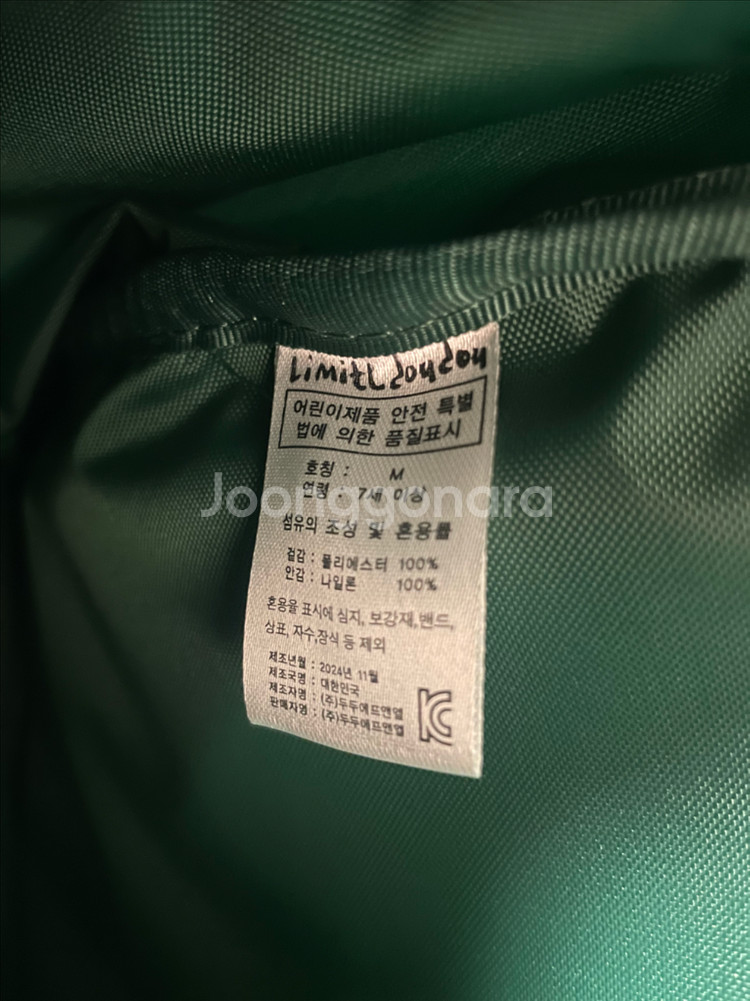 LiMiTL doudou
어린이제품 안전 특별
법에 의한 품질표시
호칭 : M
연령 : 7세 이상
Joonggonara
섬유의 조성 및 혼용률
겉감 : 폴리에스터 100%
안감 : 나일론 100%
혼용율 표시에 심지, 보강재,밴드,
상표, 자수,장식 등 제외
제조년월 : 2024년 11월
제조국명 : 대한민국
제조자명 : (주)두두에프앤엘
판매자명 : (주)두두에프앤엘
KC